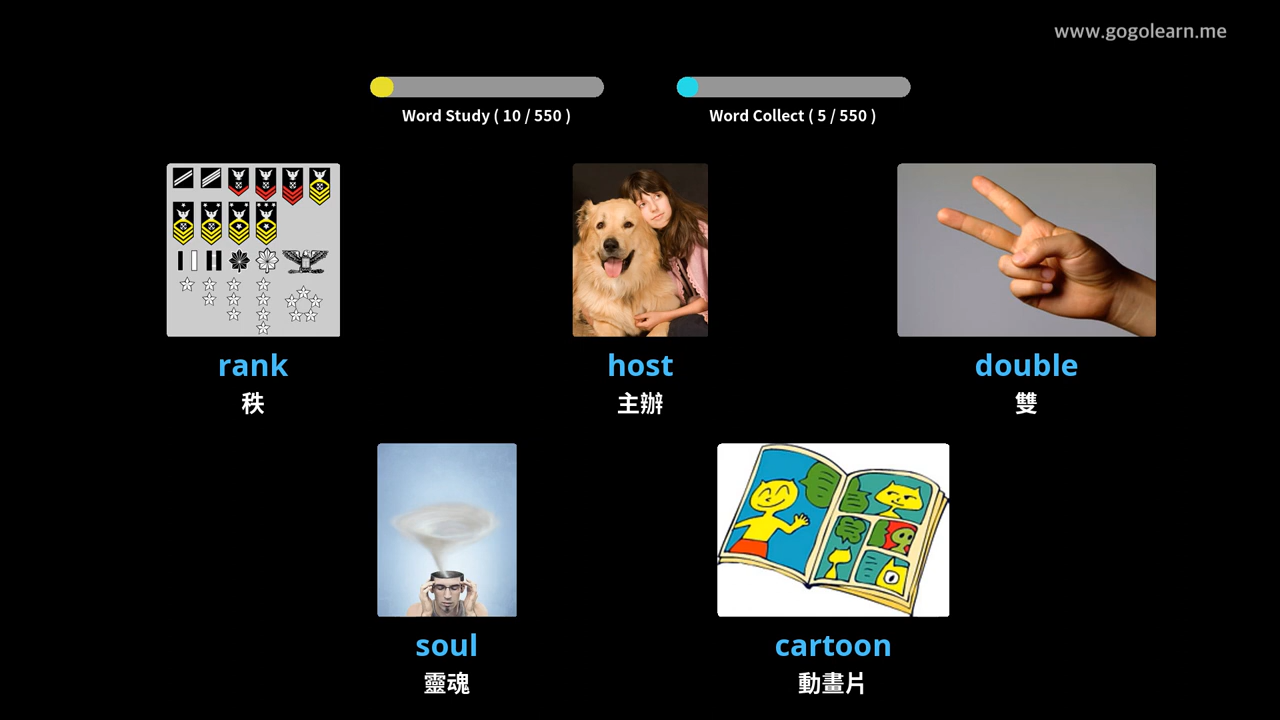 www.gogolearn.me
Word Study ( 10 / 550 )
Word Collect ( 5 / 550 )
rank
秩
host
主辦
double
雙
soul
靈魂
cartoon
動畫片